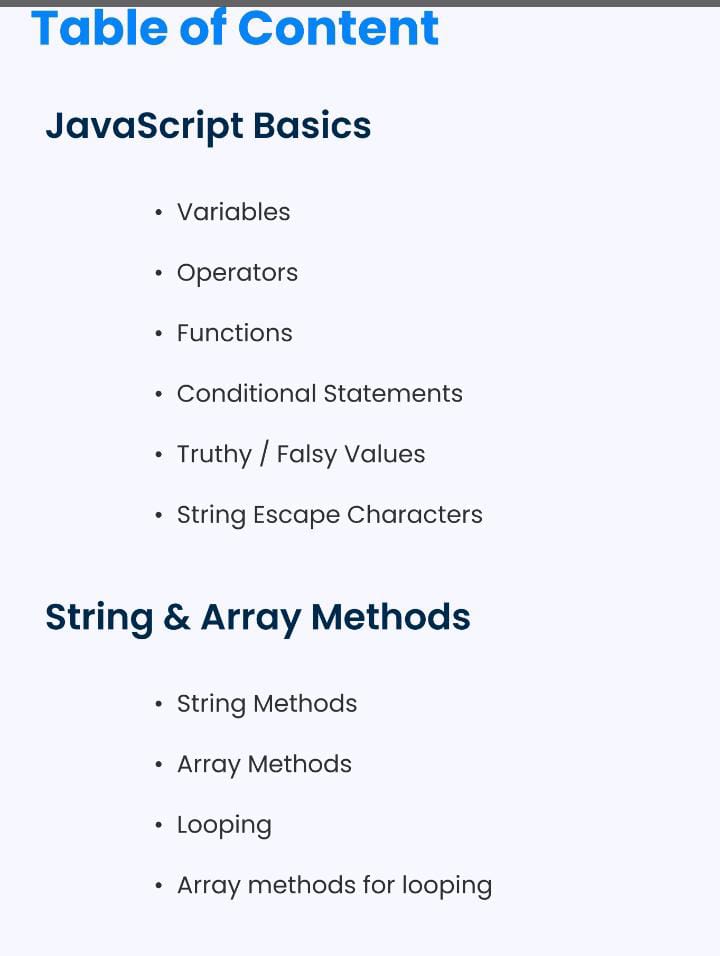 Table of Content
JavaScript Basics
• Variables
• Operators
• Functions
• Conditional Statements
• Truthy / Falsy Values
• String Escape Characters
String & Array Methods
• String Methods
• Array Methods
• Looping
• Array methods for looping